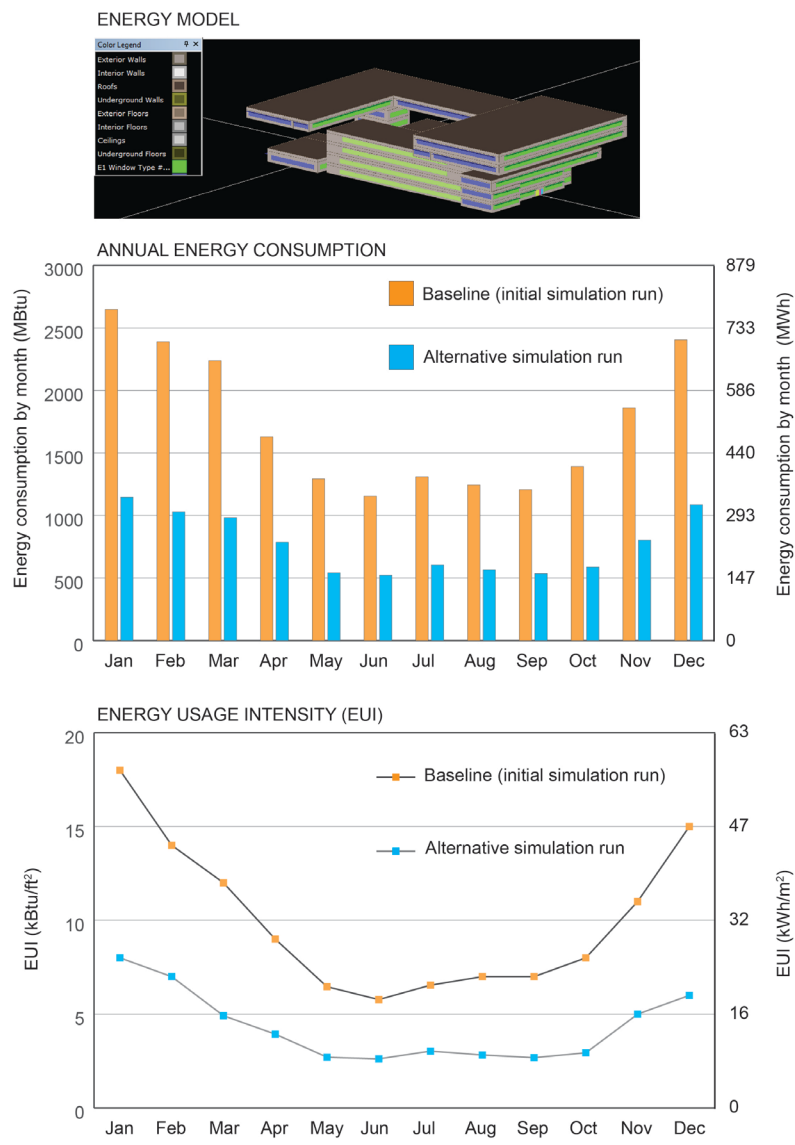 ENERGY MODEL
Color Legend
Exterior Walls
Interior Walls
Roofs
Underground Walls
Exterior Floors
Interior Floors
Ceilings
Underground Floors
E1 Window Type #...
ANNUAL ENERGY CONSUMPTION
Energy consumption by month (MBtu)
3000
2500
2000
1500
1000
500
0
Baseline (initial simulation run)
Alternative simulation run
879
733
586
440
293
147
0
Energy consumption by month (MWh)
Jan Feb Mar Apr May Jun Jul Aug Sep Oct Nov Dec
ENERGY USAGE INTENSITY (EUI)
EUI (kBtu/ft²)
20
15
10
5
0
Baseline (initial simulation run)
Alternative simulation run
63
47
32
16
0
EUI (kWh/m²)
Jan Feb Mar Apr May Jun Jul Aug Sep Oct Nov Dec